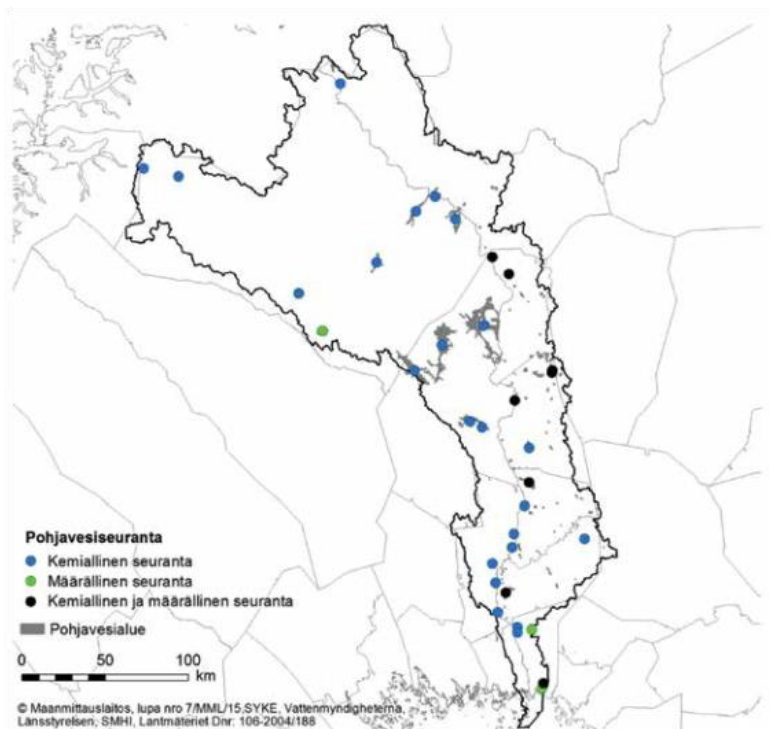 Pohjavesiseuranta
Kemiallinen seuranta
Määrällinen seuranta
Kemiallinen ja määrällinen seuranta
Pohjavesialue
0 50 100
km
© Maanmittauslaitos, lupa nro 7/MML/15,SYKE, Vattenmyndigheterna,
Länsstyrelsen, SMHI, Lantmäteriet Dnr: 106-2004/188